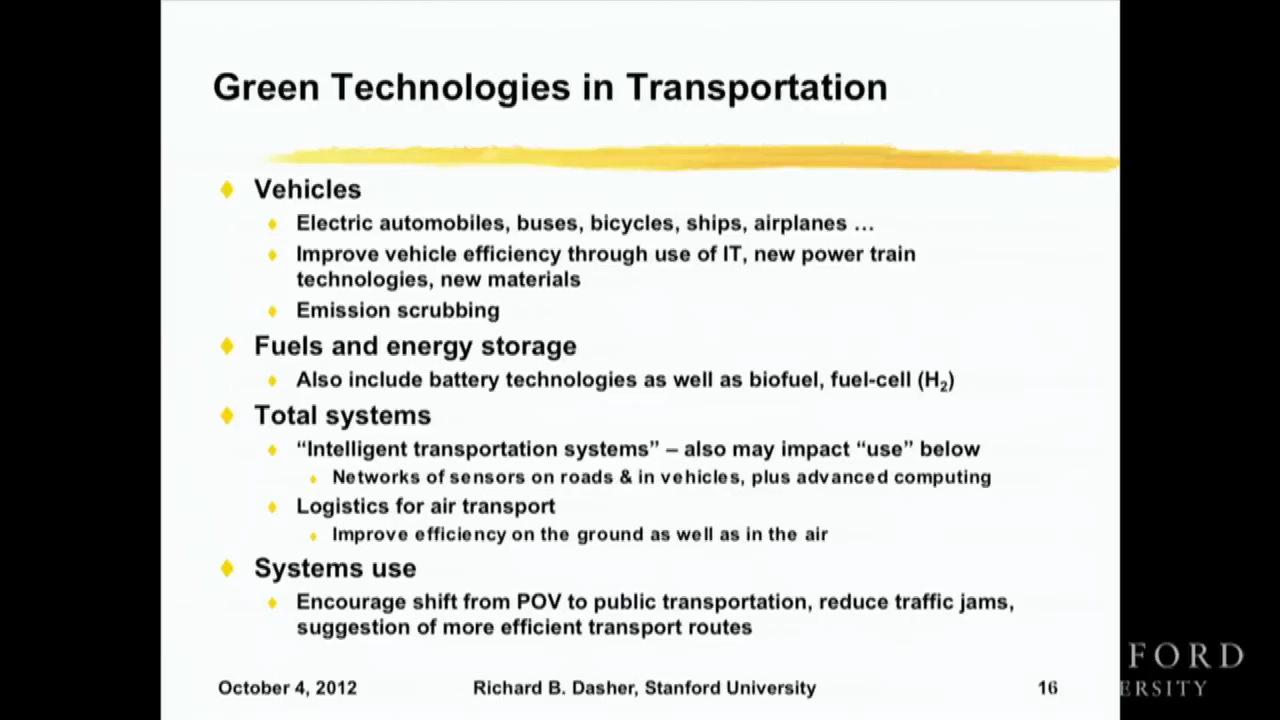 Green Technologies in Transportation
Vehicles
Electric automobiles, buses, bicycles, ships, airplanes …
Improve vehicle efficiency through use of IT, new power train
technologies, new materials
Emission scrubbing
Fuels and energy storage
Also include battery technologies as well as biofuel, fuel-cell (H₂)
Total systems
“Intelligent transportation systems” – also may impact “use” below
Networks of sensors on roads & in vehicles, plus advanced computing
Logistics for air transport
Improve efficiency on the ground as well as in the air
Systems use
Encourage shift from POV to public transportation, reduce traffic jams,
suggestion of more efficient transport routes
October 4, 2012 Richard B. Dasher, Stanford University 16
FORD
ERSITY